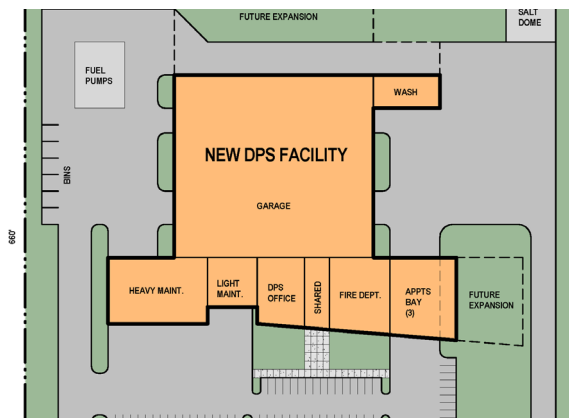 FUTURE EXPANSION
SALT
DOME
FUEL
PUMPS
WASH
NEW DPS FACILITY
BINS
GARAGE
660'
HEAVY MAINT.
LIGHT
MAINT.
DPS
OFFICE
SHARED
FIRE DEPT.
APPTS
BAY
(3)
FUTURE
EXPANSION